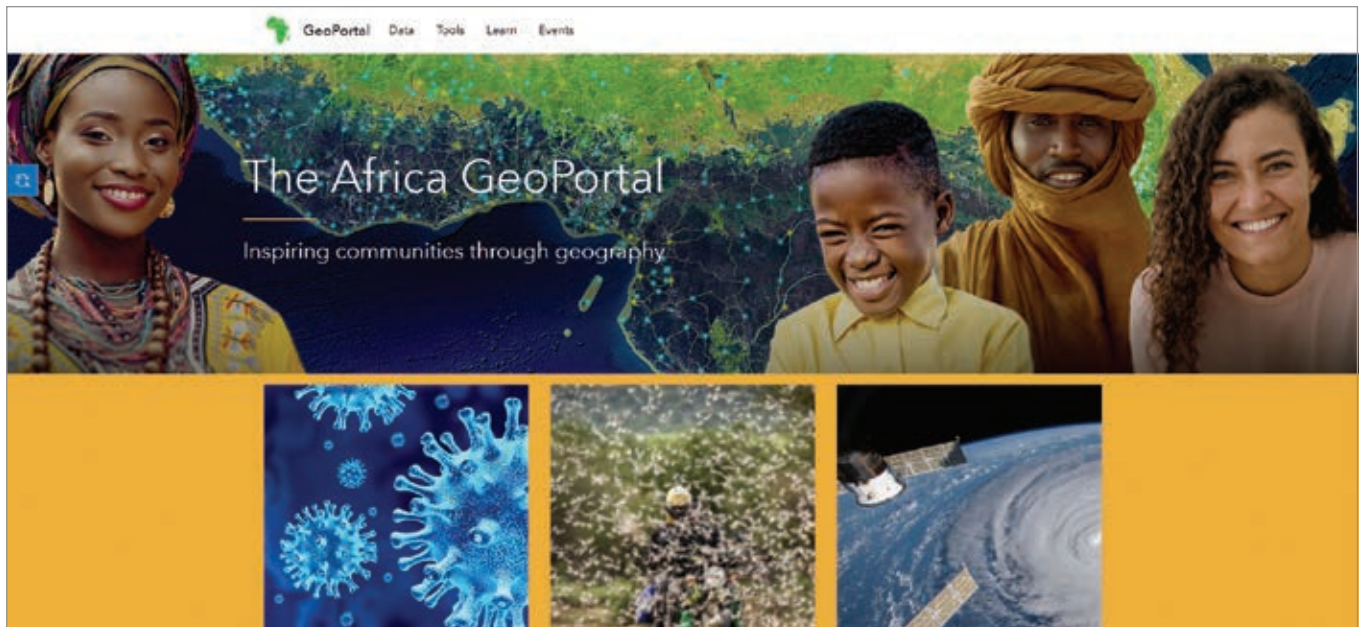 GeoPortal Data Tools Learn Events
The Africa GeoPortal
Inspiring communities through geography